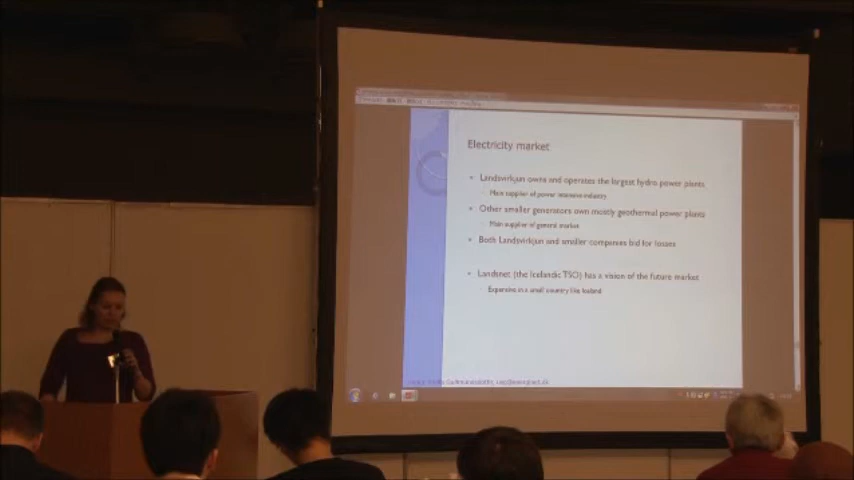 Electricity market
Landsvirkjun owns and operates the largest hydro power plants
Main supplier of power intensive industry
Other smaller generators own mostly geothermal power plants
Main supplier of general market
Both Landsvirkjun and smaller companies bid for losses
Landsnet (the Icelandic TSO) has a vision of the future market
Expensive in a small country like Iceland